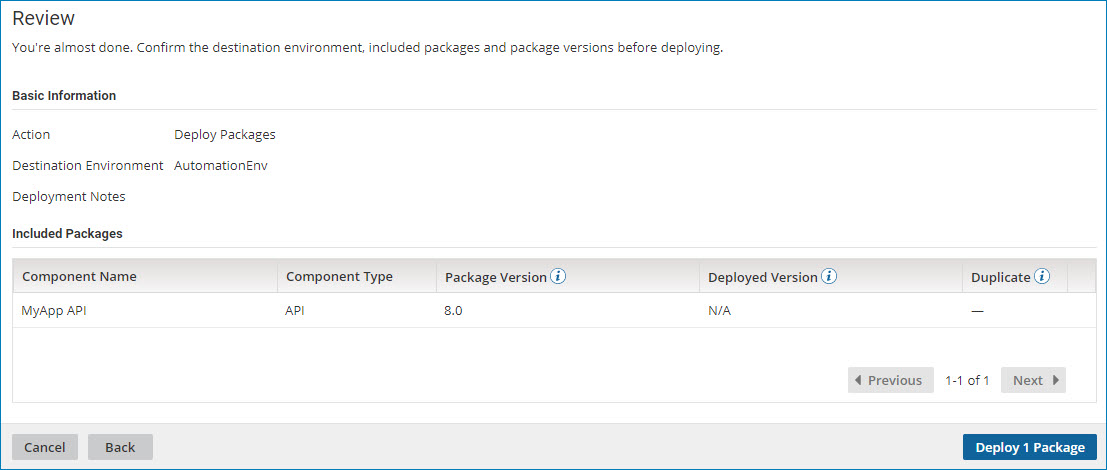 Review
You're almost done. Confirm the destination environment, included packages and package versions before deploying.
Basic Information
Action Deploy Packages
Destination Environment AutomationEnv
Deployment Notes
Included Packages
Component Name Component Type Package Version i Deployed Version i Duplicate i
MyApp API API 8.0 N/A —
Previous 1-1 of 1 Next
Cancel Back Deploy 1 Package